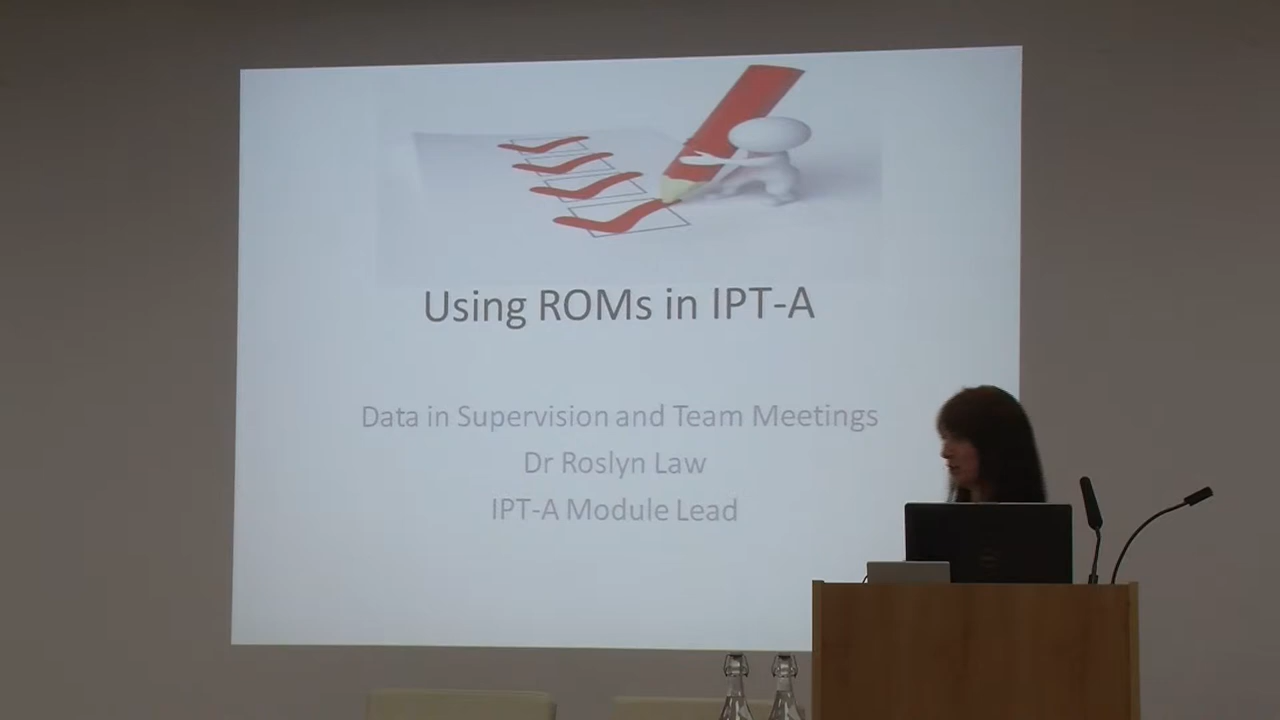 Using ROMs in IPT-A
Data in Supervision and Team Meetings
Dr Roslyn Law
IPT-A Module Lead